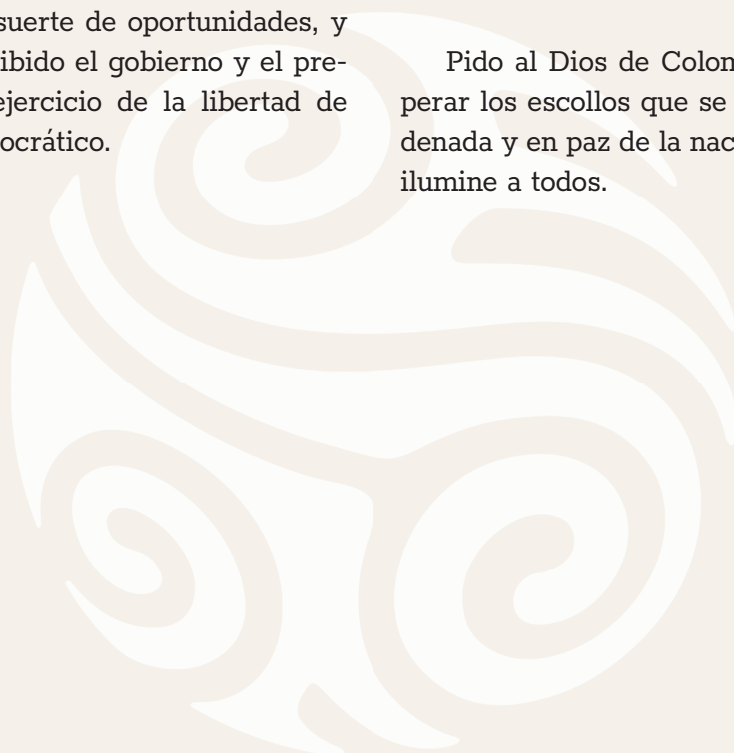 suerte de oportunidades, y
ibido el gobierno y el pre-
ejercicio de la libertad de
ocrático.
Pido al Dios de Colom
perar los escollos que se
denada y en paz de la nac
ilumine a todos.